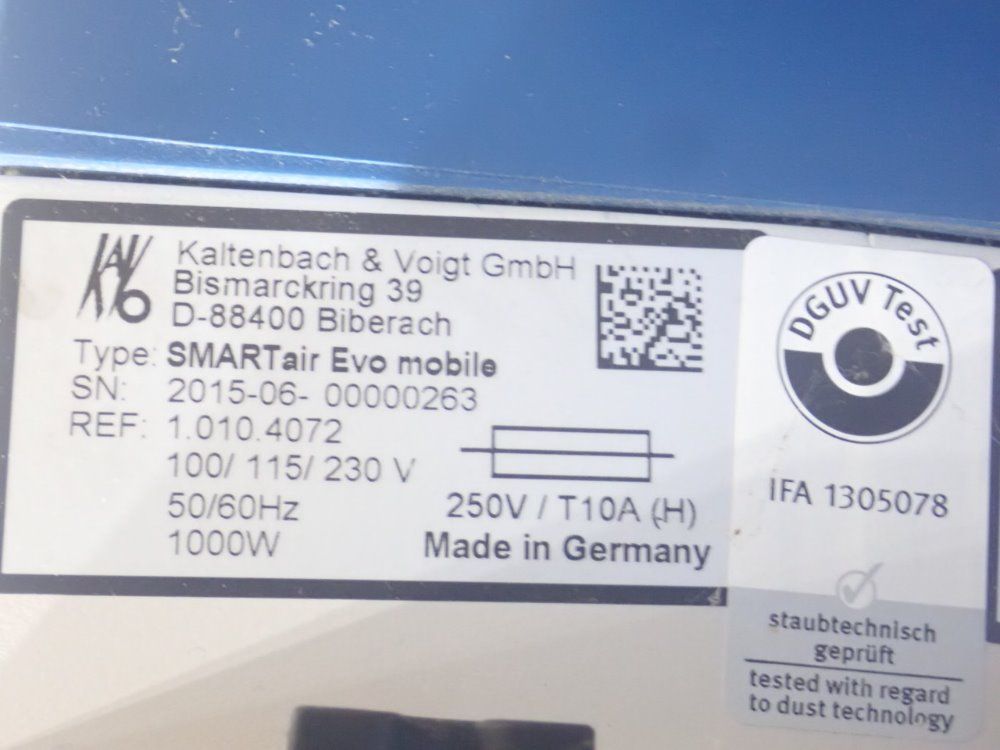 KAVO
Kaltenbach & Voigt GmbH
Bismarckring 39
D-88400 Biberach
Type: SMARTair Evo mobile
SN: 2015-06- 00000263
REF: 1.010.4072
100/ 115/ 230 V
50/60Hz
1000W
250V / T10A (H)
Made in Germany
DGUV Test
IFA 1305078
staubtechnisch
geprüft
tested with regard
to dust technology